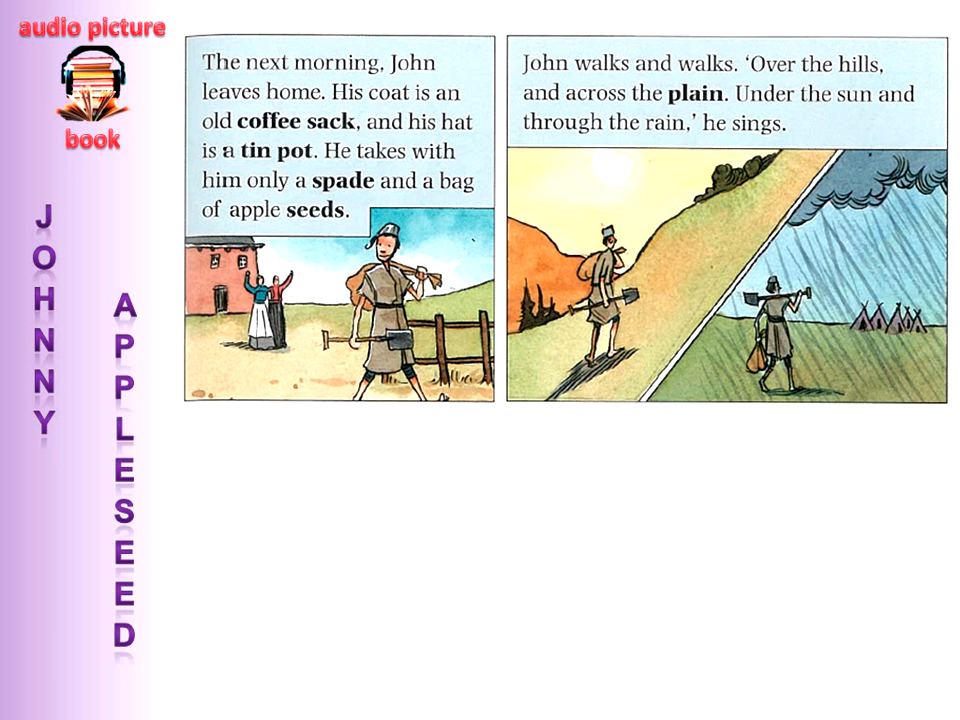 audio picture
book
JOHNNY
APPLESEED
The next morning, John
leaves home. His coat is an
old coffee sack, and his hat
is a tin pot. He takes with
him only a spade and a bag
of apple seeds.
John walks and walks. ‘Over the hills,
and across the plain. Under the sun and
through the rain,’ he sings.